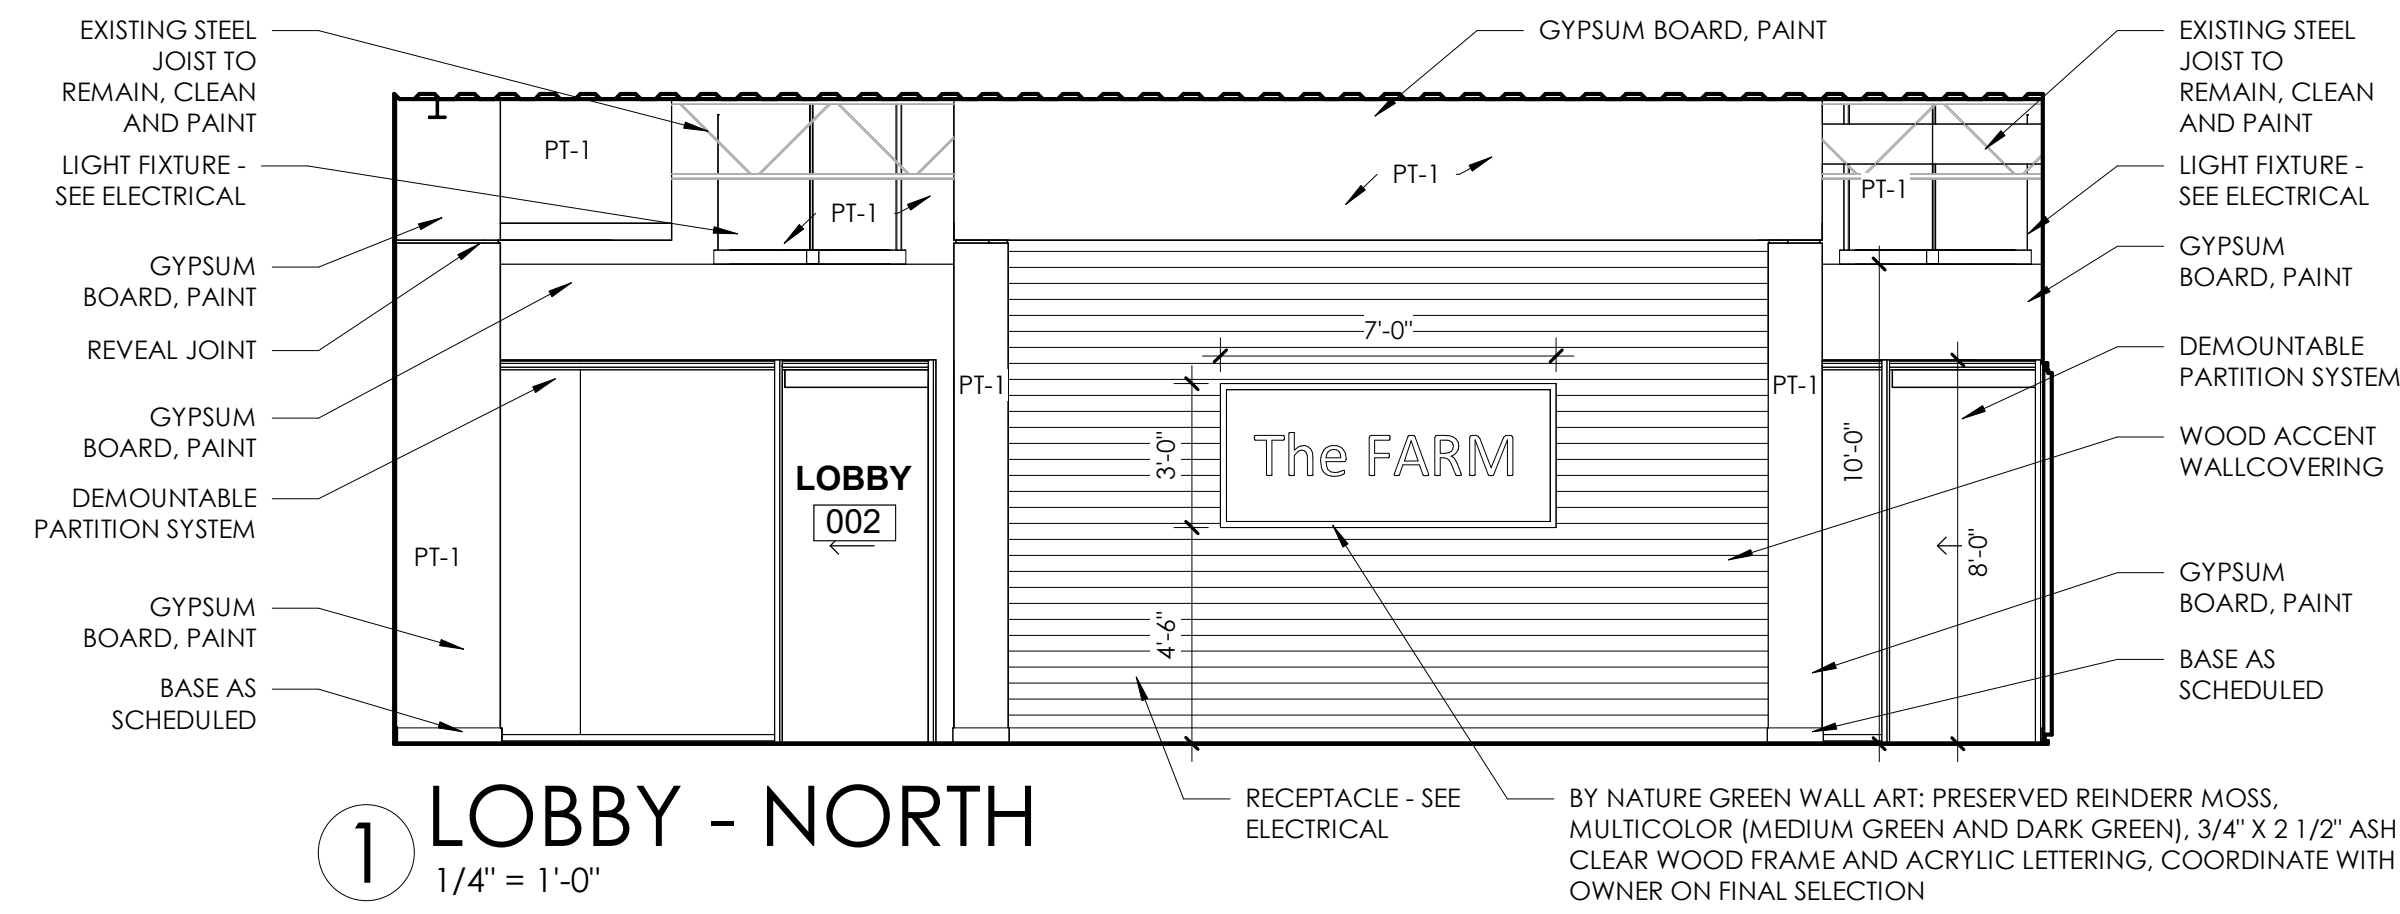 EXISTING STEEL
JOIST TO
REMAIN, CLEAN
AND PAINT
LIGHT FIXTURE -
SEE ELECTRICAL
GYPSUM
BOARD, PAINT
REVEAL JOINT
GYPSUM
BOARD, PAINT
DEMOUNTABLE
PARTITION SYSTEM
GYPSUM
BOARD, PAINT
BASE AS
SCHEDULED
GYPSUM BOARD, PAINT
PT-1
PT-1
PT-1
PT-1
PT-1
PT-1
PT-1
LOBBY
002
7'-0"
3'-0"
The FARM
4'-6"
10'-0"
8'-0"
EXISTING STEEL
JOIST TO
REMAIN, CLEAN
AND PAINT
LIGHT FIXTURE -
SEE ELECTRICAL
GYPSUM
BOARD, PAINT
DEMOUNTABLE
PARTITION SYSTEM
WOOD ACCENT
WALLCOVERING
GYPSUM
BOARD, PAINT
BASE AS
SCHEDULED
RECEPTACLE - SEE
ELECTRICAL
BY NATURE GREEN WALL ART: PRESERVED REINDERR MOSS,
MULTICOLOR (MEDIUM GREEN AND DARK GREEN), 3/4" X 2 1/2" ASH
CLEAR WOOD FRAME AND ACRYLIC LETTERING, COORDINATE WITH
OWNER ON FINAL SELECTION
1
LOBBY - NORTH
1/4" = 1'-0"